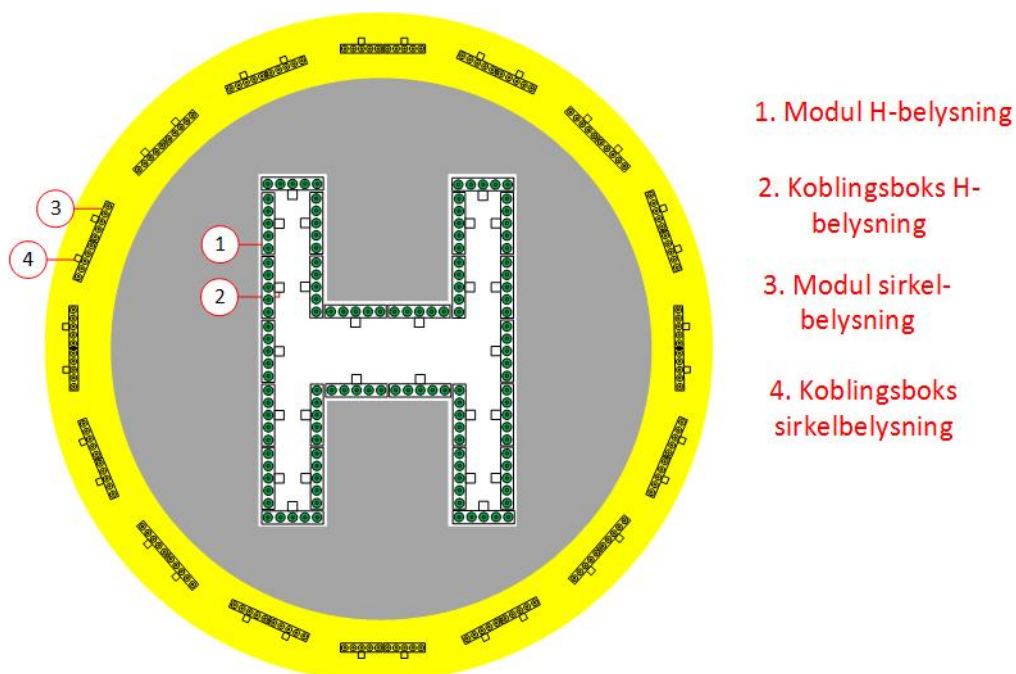 1
2
3
4
H
1. Modul H-belysning
2. Koblingsboks H-
belysning
3. Modul sirkel-
belysning
4. Koblingsboks
sirkelbelysning